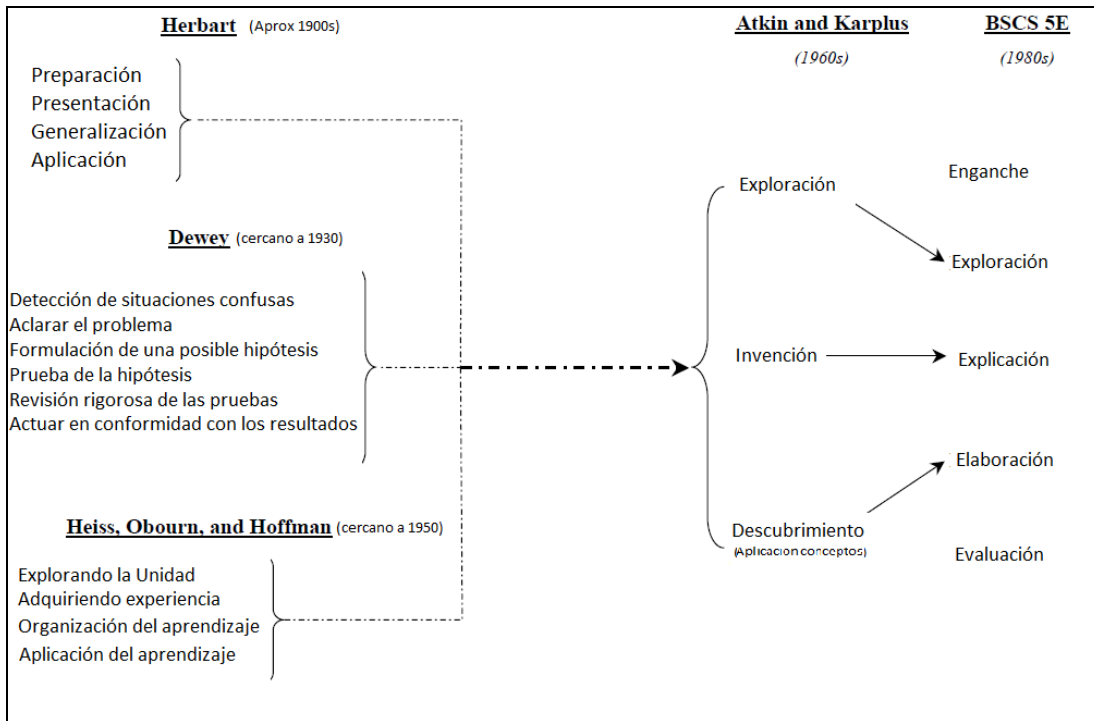 Herbart (Aprox 1900s)
Preparación
Presentación
Generalización
Aplicación
Dewey (cercano a 1930)
Detección de situaciones confusas
Aclarar el problema
Formulación de una posible hipótesis
Prueba de la hipótesis
Revisión rigorosa de las pruebas
Actuar en conformidad con los resultados
Heiss, Obourn, and Hoffman (cercano a 1950)
Explorando la Unidad
Adquiriendo experiencia
Organización del aprendizaje
Aplicación del aprendizaje
Atkin and Karplus
(1960s)
Exploración
Invención
Descubrimiento
(Aplicacion conceptos)
BSCS 5E
(1980s)
Enganche
Exploración
Explicación
Elaboración
Evaluación